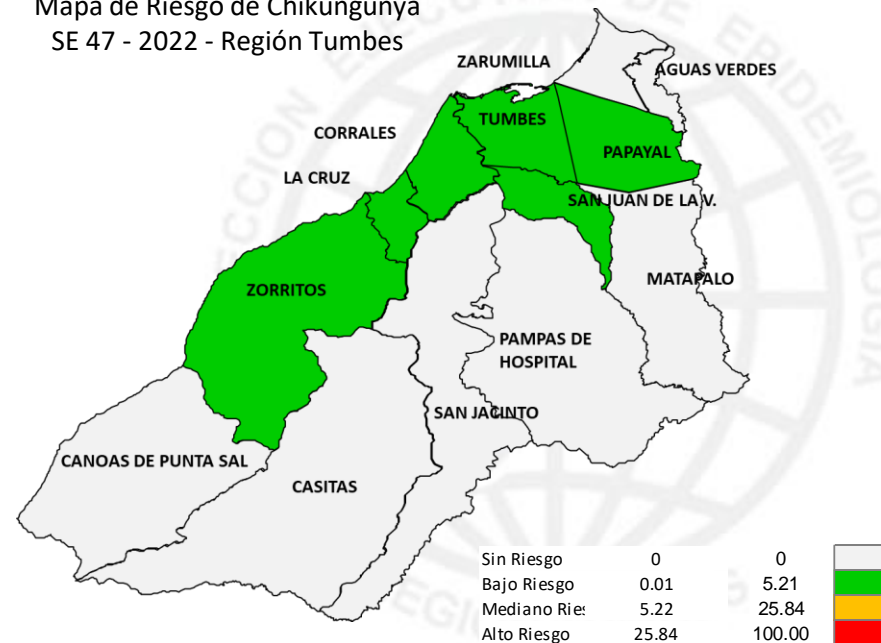 Mapa de Riesgo de Chikungunya
SE 47 - 2022 - Región Tumbes
ZARUMILLA
AGUAS VERDES
TUMBES
CORRALES
PAPAYAL
LA CRUZ
SAN JUAN DE LA V.
MATAPALO
ZORRITOS
PAMPAS DE
HOSPITAL
SAN JACINTO
CANOAS DE PUNTA SAL
CASITAS
Sin Riesgo 0 0
Bajo Riesgo 0.01 5.21
Mediano Ries 5.22 25.84
Alto Riesgo 25.84 100.00